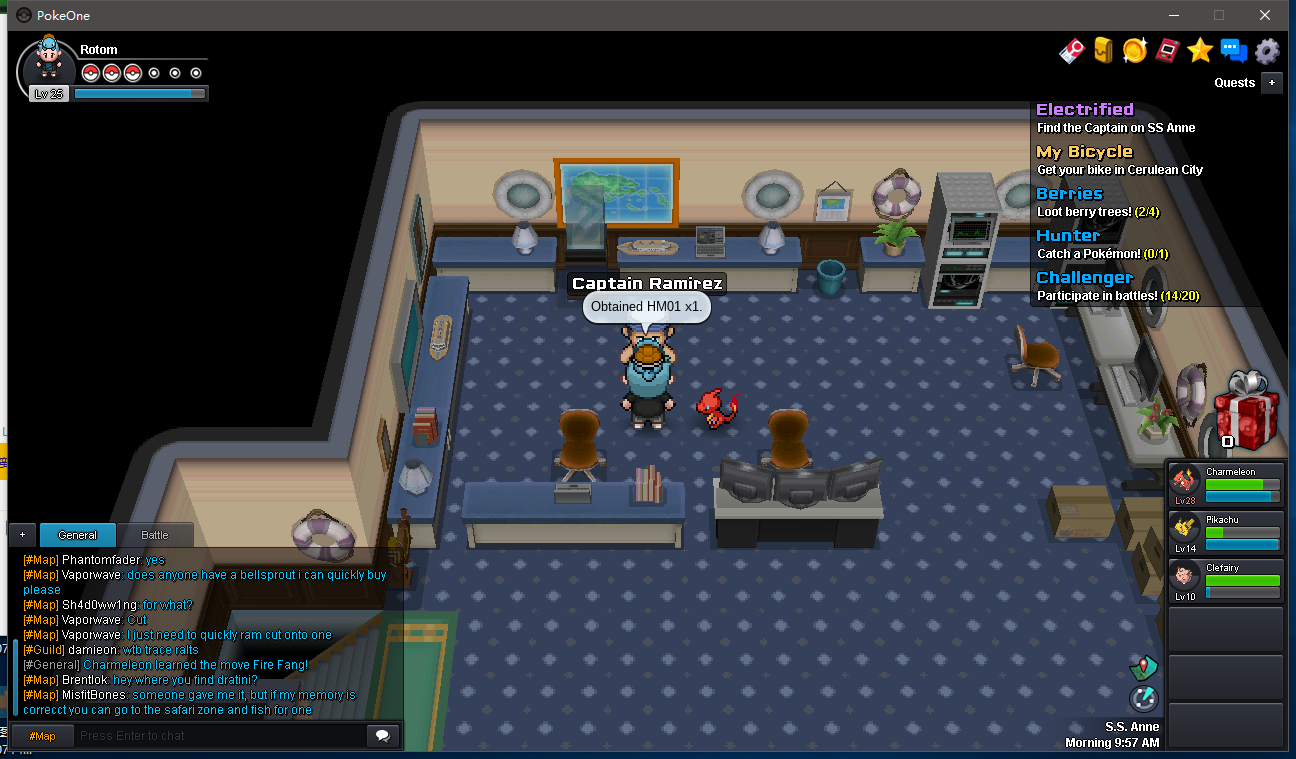 PokeOne
Rotom
Lv 25
Quests +
Electrified
Find the Captain on SS Anne
My Bicycle
Get your bike in Cerulean City
Berries
Loot berry trees! (2/4)
Hunter
Catch a Pokémon! (0/1)
Challenger
Participate in battles! (14/20)
Captain Ramirez
Obtained HM01 x1.
0
Charmeleon
Lv28
Pikachu
Lv14
Clefairy
Lv10
+ General Battle
[#Map] Phantomfader: yes
[#Map] Vaporwave: does anyone have a bellsprout i can quickly buy
please
[#Map] Sh4d0ww1ng: for what?
[#Map] Vaporwave: Cut
[#Map] Vaporwave: I just need to quickly ram cut onto one
[#Guild] damieon: wtb trace ralts
[#General] Charmeleon learned the move Fire Fang!
[#Map] Brentlok: hey where you find dratini?
[#Map] MisfitBones: someone gave me it, but if my memory is
correcct you can go to the safari zone and fish for one
#Map Press Enter to chat
S.S. Anne
Morning 9:57 AM